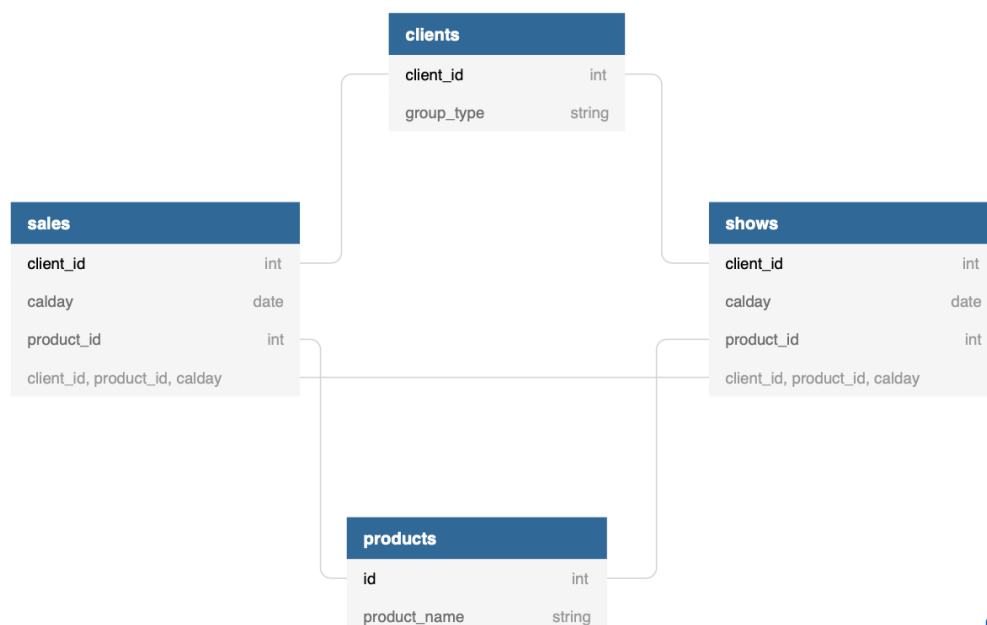 clients
client_id int
group_type string
sales
client_id int
calday date
product_id int
client_id, product_id, calday
shows
client_id int
calday date
product_id int
client_id, product_id, calday
products
id int
product_name string